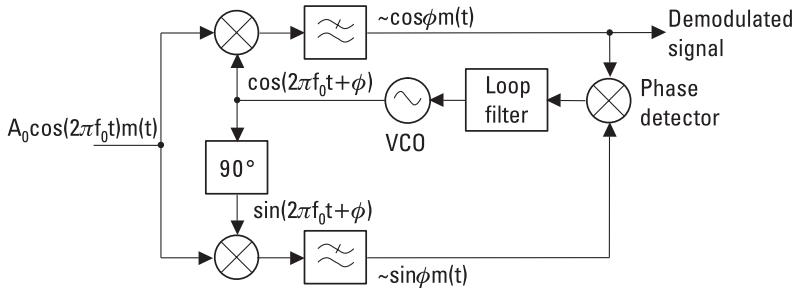 ~cosϕm(t)
Demodulated
signal
cos(2πf₀t+ϕ)
Loop
filter
Phase
detector
VCO
A₀cos(2πf₀t)m(t)
90°
sin(2πf₀t+ϕ)
~sinϕm(t)